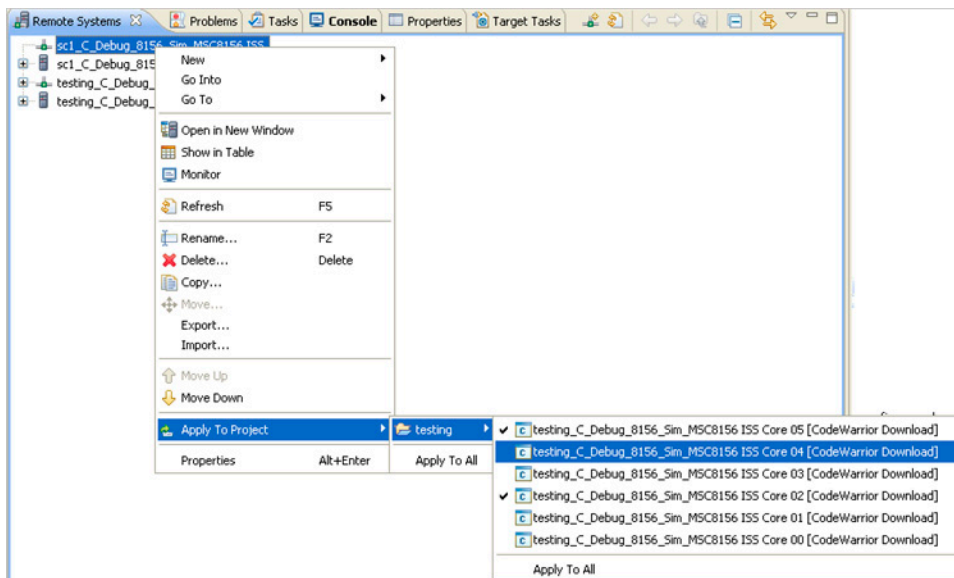 Remote Systems Problems Tasks Console Properties Target Tasks
sc1_C_Debug_8156_Sim_MSC8156 ISS
sc1_C_Debug_815
testing_C_Debug_
testing_C_Debug_
New
Go Into
Go To
Open in New Window
Show in Table
Monitor
Refresh F5
Rename... F2
Delete... Delete
Copy...
Move...
Export...
Import...
Move Up
Move Down
Apply To Project
Properties Alt+Enter
testing
Apply To All
testing_C_Debug_8156_Sim_MSC8156 ISS Core 05 [CodeWarrior Download]
testing_C_Debug_8156_Sim_MSC8156 ISS Core 04 [CodeWarrior Download]
testing_C_Debug_8156_Sim_MSC8156 ISS Core 03 [CodeWarrior Download]
testing_C_Debug_8156_Sim_MSC8156 ISS Core 02 [CodeWarrior Download]
testing_C_Debug_8156_Sim_MSC8156 ISS Core 01 [CodeWarrior Download]
testing_C_Debug_8156_Sim_MSC8156 ISS Core 00 [CodeWarrior Download]
Apply To All